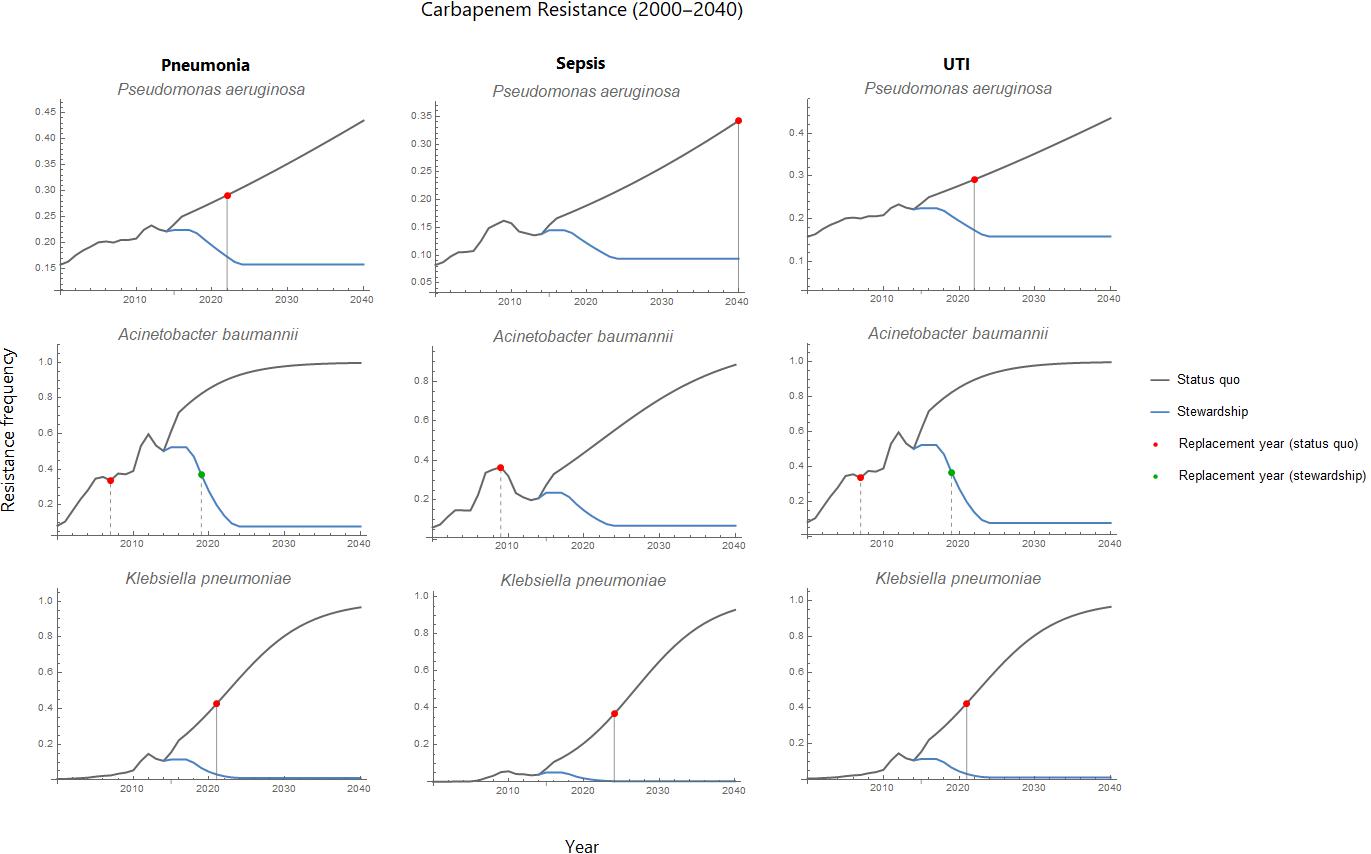 Carbapenem Resistance (2000–2040)
Pneumonia
Sepsis
UTI
Pseudomonas aeruginosa
Pseudomonas aeruginosa
Pseudomonas aeruginosa
0.45
0.40
0.35
0.30
0.25
0.20
0.15
2010 2020 2030 2040
0.35
0.30
0.25
0.20
0.15
0.10
0.05
2010 2020 2030 2040
0.4
0.3
0.2
0.1
2010 2020 2030 2040
Resistance frequency
Acinetobacter baumannii
Acinetobacter baumannii
Acinetobacter baumannii
1.0
0.8
0.6
0.4
0.2
2010 2020 2030 2040
0.8
0.6
0.4
0.2
2010 2020 2030 2040
1.0
0.8
0.6
0.4
0.2
2010 2020 2030 2040
Status quo
Stewardship
Replacement year (status quo)
Replacement year (stewardship)
Klebsiella pneumoniae
Klebsiella pneumoniae
Klebsiella pneumoniae
1.0
0.8
0.6
0.4
0.2
2010 2020 2030 2040
1.0
0.8
0.6
0.4
0.2
2010 2020 2030 2040
1.0
0.8
0.6
0.4
0.2
2010 2020 2030 2040
Year